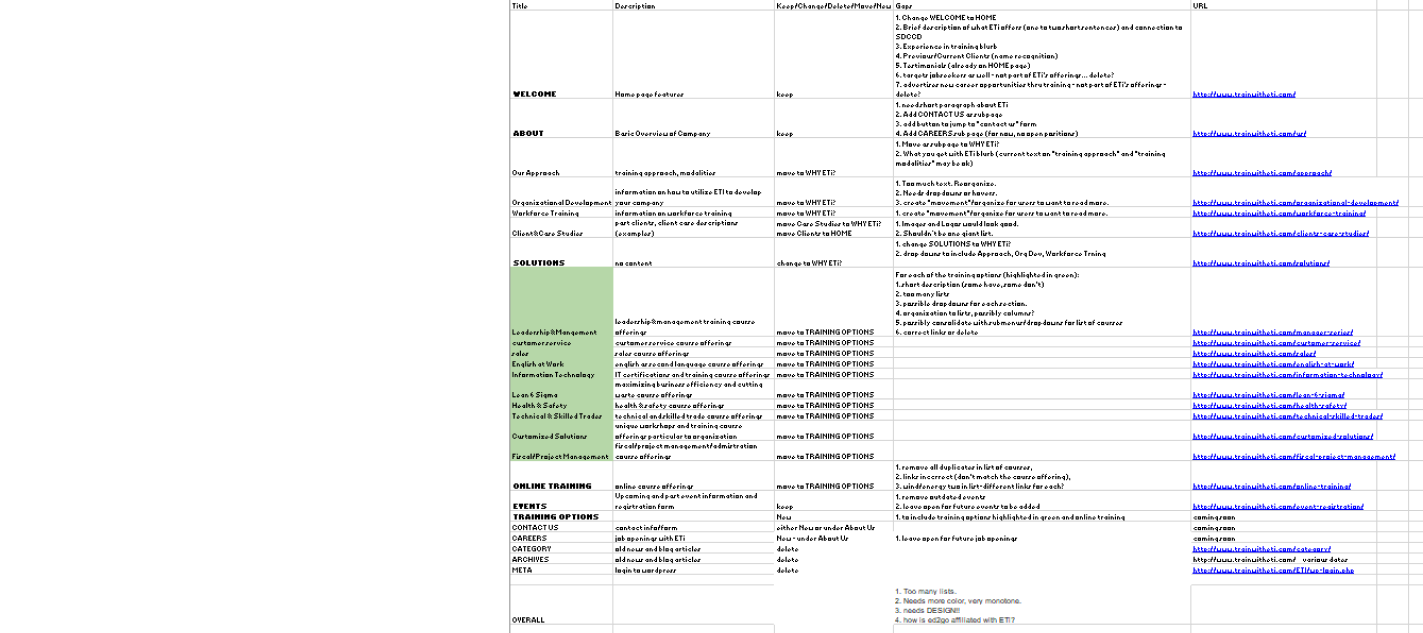 Title Description Keep/Change/Delete/Move/New Gaps URL
1. Change WELCOME to HOME
2. Brief description of what ETi offers (one to two short sentences) and connection to
SDCCD
3. Experience in training blurb
4. Previous/Current Clients (name recognition)
5. Testimonials (already on HOME page)
6. targets job seekers as well - not part of ETi's offerings... delete?
7. advertises new career opportunities thru training - not part of ETi's offerings -
WELCOME Home page features keep delete? http://www.trainwitheti.com/
1. needs short paragraph about ETi
2. Add CONTACT US as subpage
3. add button to jump to "contact us" form
ABOUT Basic Overview of Company keep 4. Add CAREERS sub page (for now, no open positions) http://www.trainwitheti.com/us/
1. Move as subpage to WHY ETi?
2. What you get with ETi blurb (current text on "training approach" and "training
modalities" may be ok)
Our Approach training approach, modalities move to WHY ETi? http://www.trainwitheti.com/approach/
1. Too much text. Reorganize.
information on how to utilize ETI to develop 2. Needs dropdowns or hovers.
Organizational Development your company move to WHY ETi? 3. create "movement"/organize for users to want to read more. http://www.trainwitheti.com/organizational-development/
Workforce Training information on workforce training move to WHY ETi? 1. create "movement"/organize for users to want to read more. http://www.trainwitheti.com/workforce-training/
past clients, client case descriptions move Case Studies to WHY ETi? 1. Images and Logos would look good.
Client&Case Studies (examples) move Clients to HOME 2. Shouldn't be one giant list. http://www.trainwitheti.com/clients-case-studies/
1. change SOLUTIONS to WHY ETi?
2. dropdowns to include Approach, Org Dev, Workforce Trning
SOLUTIONS no content change to WHY ETi? http://www.trainwitheti.com/solutions/
For each of the training options (highlighted in green):
1.short description (some have, some don't)
2. too many lists
3. possible dropdowns for each section.
4. organization to lists, possibly columns?
leadership&management training course 5. possibly consolidate with submenus/dropdowns for list of courses
Leadership&Mangement offerings move to TRAINING OPTIONS 6. correct links or delete http://www.trainwitheti.com/manager-series/
customer service customer service course offerings move to TRAINING OPTIONS http://www.trainwitheti.com/customer-service/
sales sales course offerings move to TRAINING OPTIONS http://www.trainwitheti.com/sales/
English at Work english as second language course offerings move to TRAINING OPTIONS http://www.trainwitheti.com/english-at-work/
Information Technology IT certifications and training course offerings move to TRAINING OPTIONS http://www.trainwitheti.com/information-technology/
maximizing business efficiency and cutting
Lean 6 Sigma waste course offerings move to TRAINING OPTIONS http://www.trainwitheti.com/lean-6-sigma/
Health & Safety health & safety course offerings move to TRAINING OPTIONS http://www.trainwitheti.com/health-safety/
Technical & Skilled Trades technical and skilled trade course offerings move to TRAINING OPTIONS http://www.trainwitheti.com/technical-skilled-trades/
unique workshops and training course
Customized Solutions offerings particular to organization move to TRAINING OPTIONS http://www.trainwitheti.com/customized-solutions/
fiscal/project management/admistration
Fiscal/Project Management course offerings move to TRAINING OPTIONS http://www.trainwitheti.com/fiscal-project-management/
1. remove all duplicates in list of courses,
2. links incorrect (don't match the course offering),
ONLINE TRAINING online course offerings move to TRAINING OPTIONS 3. wind energy two in list-different links for each? http://www.trainwitheti.com/online-training/
Upcoming and past event information and 1. remove outdated events
EVENTS registration form keep 2. leave open for future events to be added http://www.trainwitheti.com/event-registration/
TRAINING OPTIONS New 1. to include training options highlighted in green and online training coming soon
CONTACT US contact info/form either New or under About Us coming soon
CAREERS job openings with ETi New - under About Us 1. leave open for future job openings coming soon
CATEGORY old news and blog articles delete http://www.trainwitheti.com/category/
ARCHIVES old news and blog articles delete http://www.trainwitheti.com/ various dates
META login to wordpress delete http://www.trainwitheti.com/ETI/wp-login.php
1. Too many lists.
2. Needs more color, very monotone.
3. needs DESIGN!!
OVERALL 4. how is ed2go affiliated with ETi?